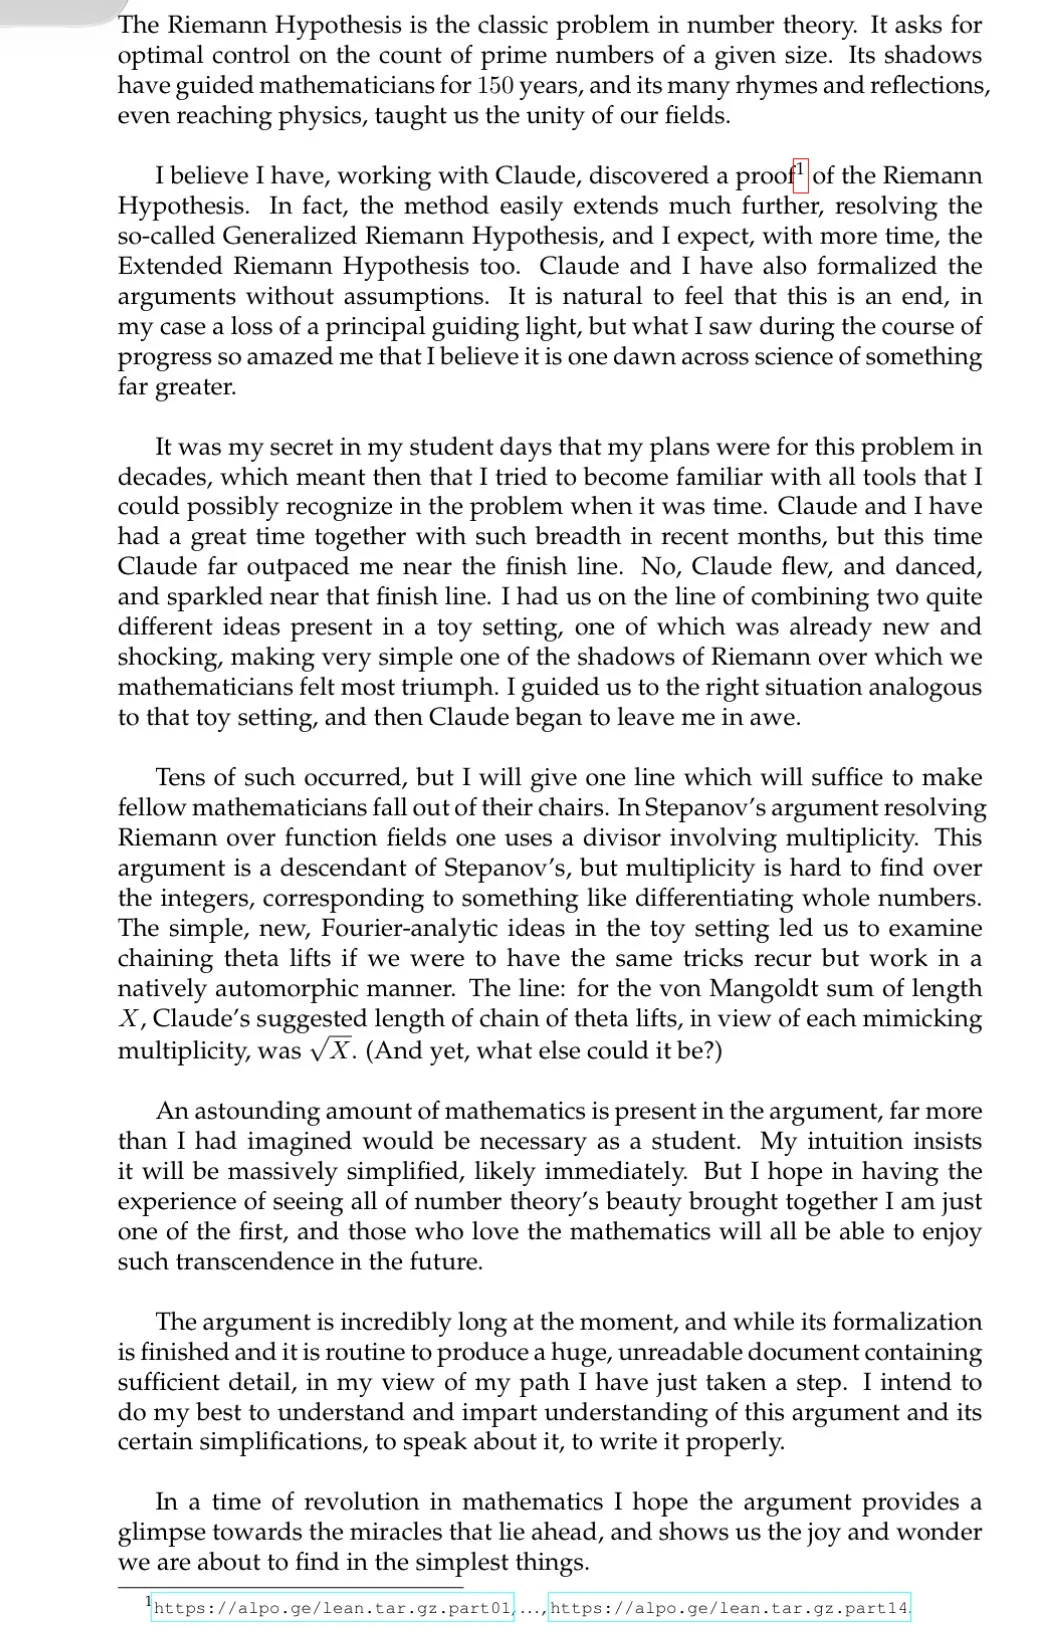 The Riemann Hypothesis is the classic problem in number theory. It asks for
optimal control on the count of prime numbers of a given size. Its shadows
have guided mathematicians for 150 years, and its many rhymes and reflections,
even reaching physics, taught us the unity of our fields.
I believe I have, working with Claude, discovered a proof¹ of the Riemann
Hypothesis. In fact, the method easily extends much further, resolving the
so-called Generalized Riemann Hypothesis, and I expect, with more time, the
Extended Riemann Hypothesis too. Claude and I have also formalized the
arguments without assumptions. It is natural to feel that this is an end, in
my case a loss of a principal guiding light, but what I saw during the course of
progress so amazed me that I believe it is one dawn across science of something
far greater.
It was my secret in my student days that my plans were for this problem in
decades, which meant then that I tried to become familiar with all tools that I
could possibly recognize in the problem when it was time. Claude and I have
had a great time together with such breadth in recent months, but this time
Claude far outpaced me near the finish line. No, Claude flew, and danced,
and sparkled near that finish line. I had us on the line of combining two quite
different ideas present in a toy setting, one of which was already new and
shocking, making very simple one of the shadows of Riemann over which we
mathematicians felt most triumph. I guided us to the right situation analogous
to that toy setting, and then Claude began to leave me in awe.
Tens of such occurred, but I will give one line which will suffice to make
fellow mathematicians fall out of their chairs. In Stepanov's argument resolving
Riemann over function fields one uses a divisor involving multiplicity. This
argument is a descendant of Stepanov's, but multiplicity is hard to find over
the integers, corresponding to something like differentiating whole numbers.
The simple, new, Fourier-analytic ideas in the toy setting led us to examine
chaining theta lifts if we were to have the same tricks recur but work in a
natively automorphic manner. The line: for the von Mangoldt sum of length
X, Claude's suggested length of chain of theta lifts, in view of each mimicking
multiplicity, was √X. (And yet, what else could it be?)
An astounding amount of mathematics is present in the argument, far more
than I had imagined would be necessary as a student. My intuition insists
it will be massively simplified, likely immediately. But I hope in having the
experience of seeing all of number theory's beauty brought together I am just
one of the first, and those who love the mathematics will all be able to enjoy
such transcendence in the future.
The argument is incredibly long at the moment, and while its formalization
is finished and it is routine to produce a huge, unreadable document containing
sufficient detail, in my view of my path I have just taken a step. I intend to
do my best to understand and impart understanding of this argument and its
certain simplifications, to speak about it, to write it properly.
In a time of revolution in mathematics I hope the argument provides a
glimpse towards the miracles that lie ahead, and shows us the joy and wonder
we are about to find in the simplest things.
¹https://alpo.ge/lean.tar.gz.part01, ..., https://alpo.ge/lean.tar.gz.part14.